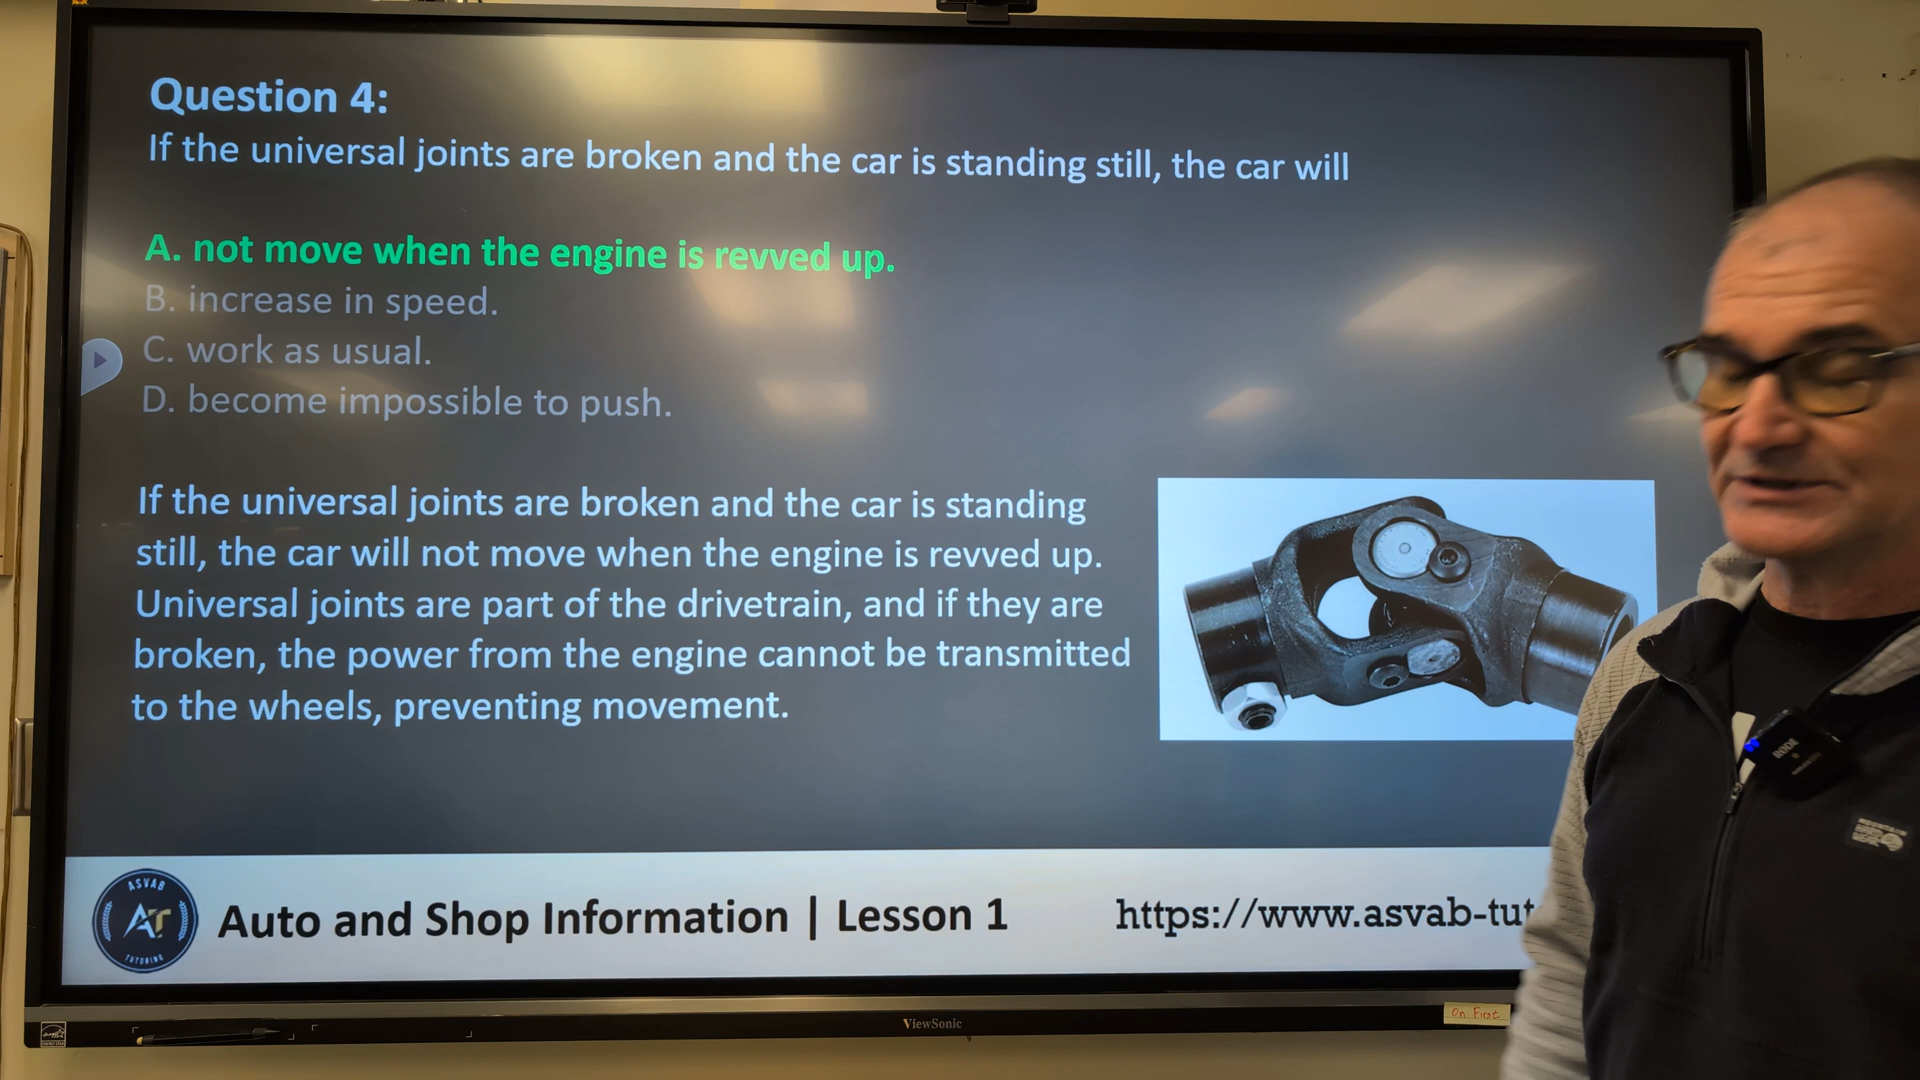 Question 4:
If the universal joints are broken and the car is standing still, the car will
A. not move when the engine is revved up.
B. increase in speed.
C. work as usual.
D. become impossible to push.
If the universal joints are broken and the car is standing
still, the car will not move when the engine is revved up.
Universal joints are part of the drivetrain, and if they are
broken, the power from the engine cannot be transmitted
to the wheels, preventing movement.
ASVAB
AT
TUTORING
Auto and Shop Information | Lesson 1
https://www.asvab-tut
ViewSonic
On First
RODE